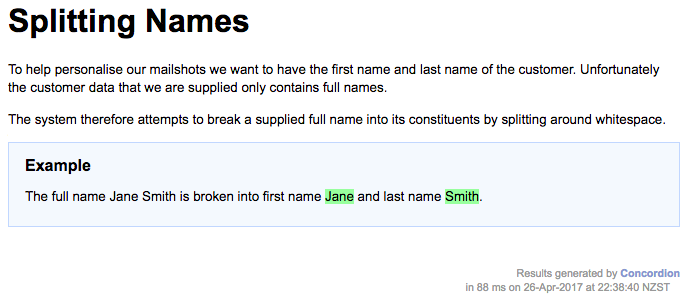 Splitting Names
To help personalise our mailshots we want to have the first name and last name of the customer. Unfortunately
the customer data that we are supplied only contains full names.
The system therefore attempts to break a supplied full name into its constituents by splitting around whitespace.
Example
The full name Jane Smith is broken into first name Jane and last name Smith.
Results generated by Concordion
in 88 ms on 26-Apr-2017 at 22:38:40 NZST